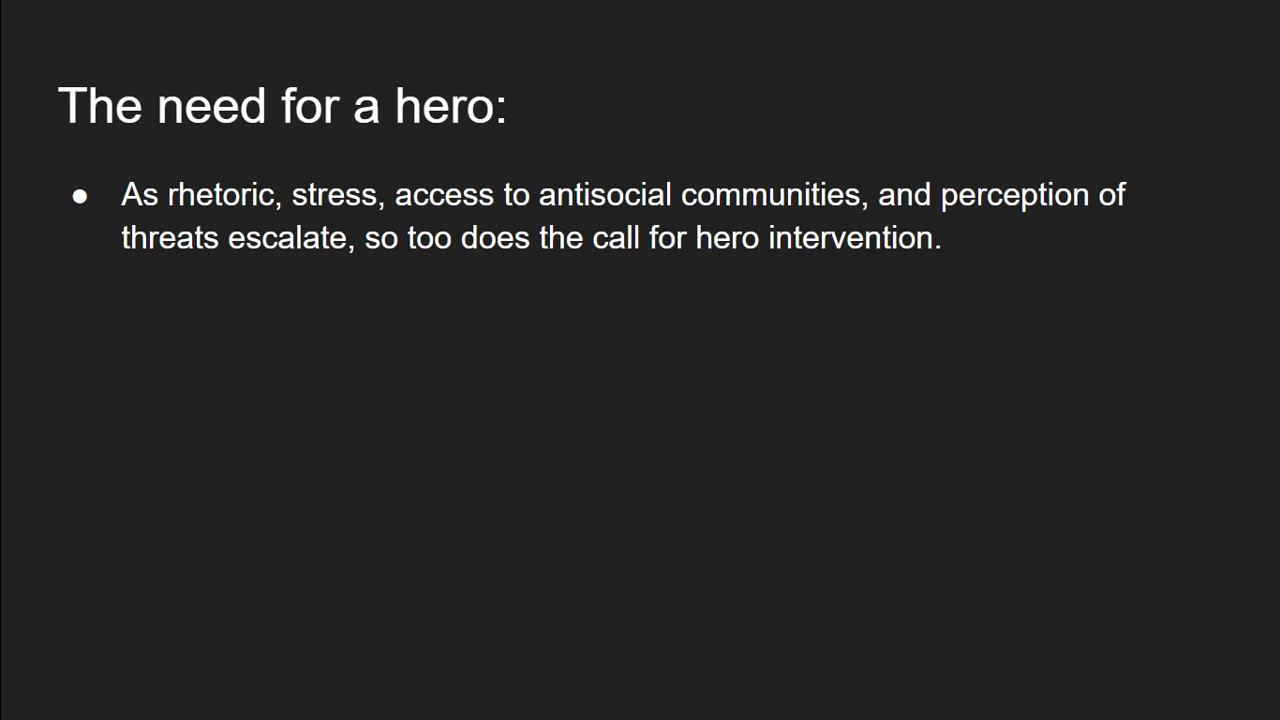 The need for a hero:
● As rhetoric, stress, access to antisocial communities, and perception of
threats escalate, so too does the call for hero intervention.